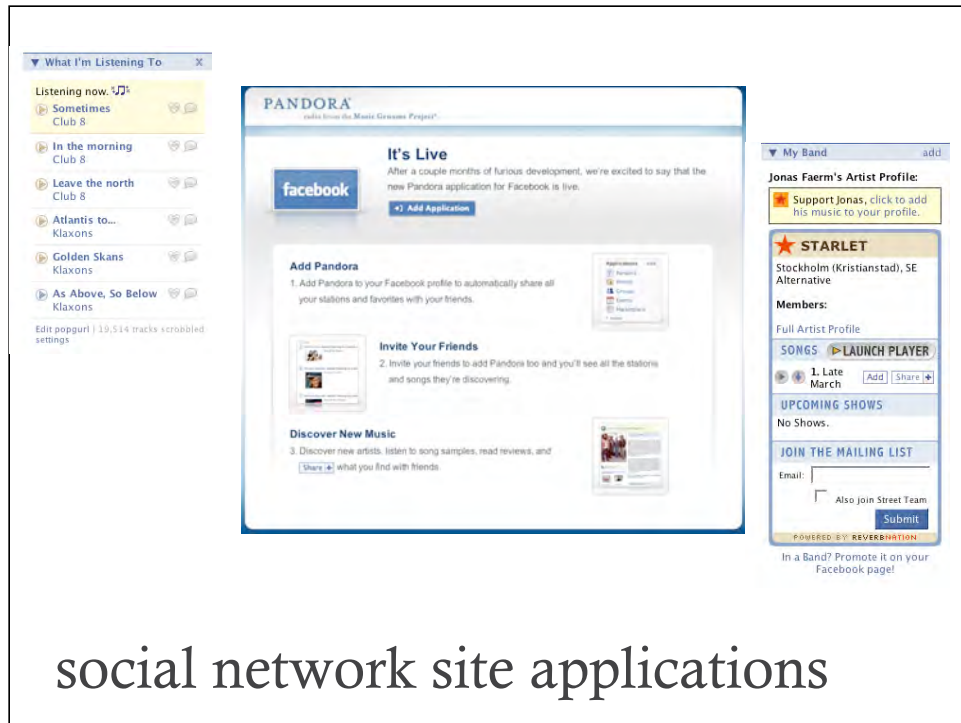 What I'm Listening To x
Listening now.
Sometimes
Club 8
In the morning
Club 8
Leave the north
Club 8
Atlantis to...
Klaxons
Golden Skans
Klaxons
As Above, So Below
Klaxons
Edit popgurl | 19,514 tracks scrobbled
settings
PANDORA
radio from the Music Genome Project
It's Live
After a couple months of furious development, we're excited to say that the
new Pandora application for Facebook is live.
facebook
Add Application
Add Pandora
1. Add Pandora to your Facebook profile to automatically share all
your stations and favorites with your friends.
Applications
Invite Your Friends
2. Invite your friends to add Pandora too and you'll see all the stations
and songs they're discovering.
Discover New Music
3. Discover new artists, listen to song samples, read reviews, and
Share + what you find with friends.
My Band add
Jonas Faerm's Artist Profile:
Support Jonas, click to add
his music to your profile.
STARLET
Stockholm (Kristianstad), SE
Alternative
Members:
Full Artist Profile
SONGS LAUNCH PLAYER
1. Late
March
Add Share +
UPCOMING SHOWS
No Shows.
JOIN THE MAILING LIST
Email:
Also join Street Team
Submit
POWERED BY REVERBNATION
In a Band? Promote it on your
Facebook page!
social network site applications